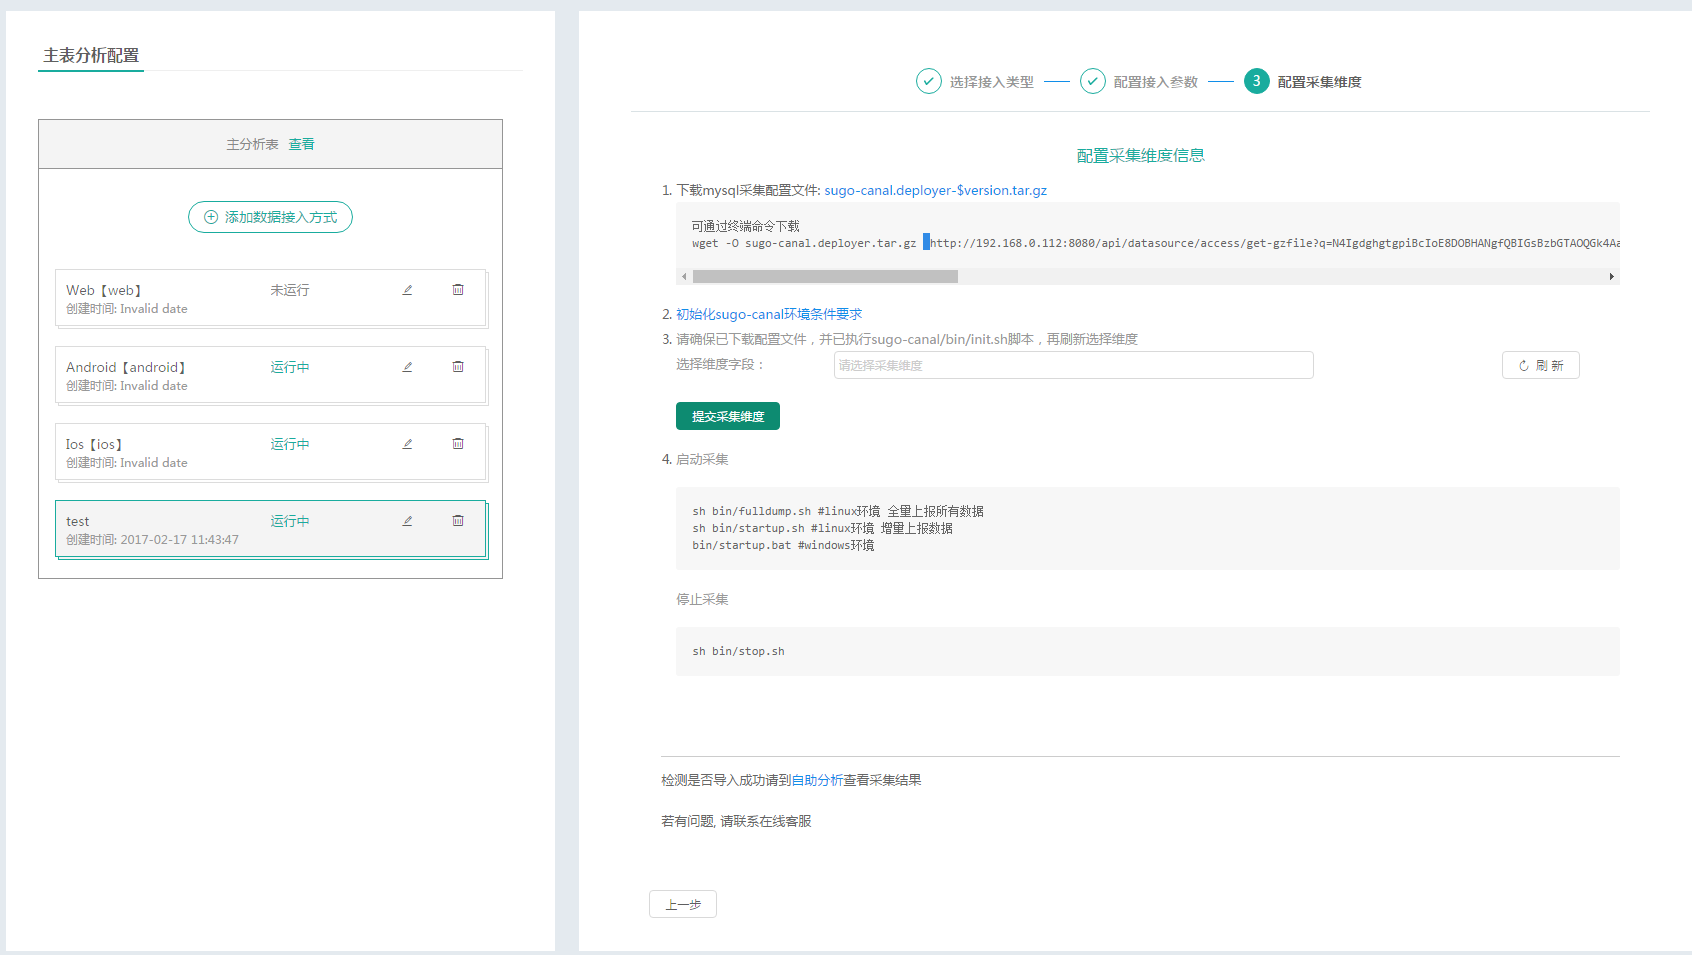 主表分析配置
主分析表 查看
添加数据接入方式
Web【web】 未运行
创建时间: Invalid date
Android【android】 运行中
创建时间: Invalid date
Ios【ios】 运行中
创建时间: Invalid date
test 运行中
创建时间: 2017-02-17 11:43:47
选择接入类型 配置接入参数 3 配置采集维度
配置采集维度信息
1. 下载mysql采集配置文件: sugo-canal.deployer-$version.tar.gz
可通过终端命令下载
wget -O sugo-canal.deployer.tar.gz http://192.168.0.112:8080/api/datasource/access/get-gzfile?q=N4IgdghgtgpiBcIoE8DOBHANgfQBIGsBzbGTAOQGk4Aa
2. 初始化sugo-canal环境条件要求
3. 请确保已下载配置文件，并已执行sugo-canal/bin/init.sh脚本，再刷新选择维度
选择维度字段： 请选择采集维度 刷 新
提交采集维度
4. 启动采集
sh bin/fulldump.sh #linux环境 全量上报所有数据
sh bin/startup.sh #linux环境 增量上报数据
bin/startup.bat #windows环境
停止采集
sh bin/stop.sh
检测是否导入成功请到自助分析查看采集结果
若有问题, 请联系在线客服
上一步